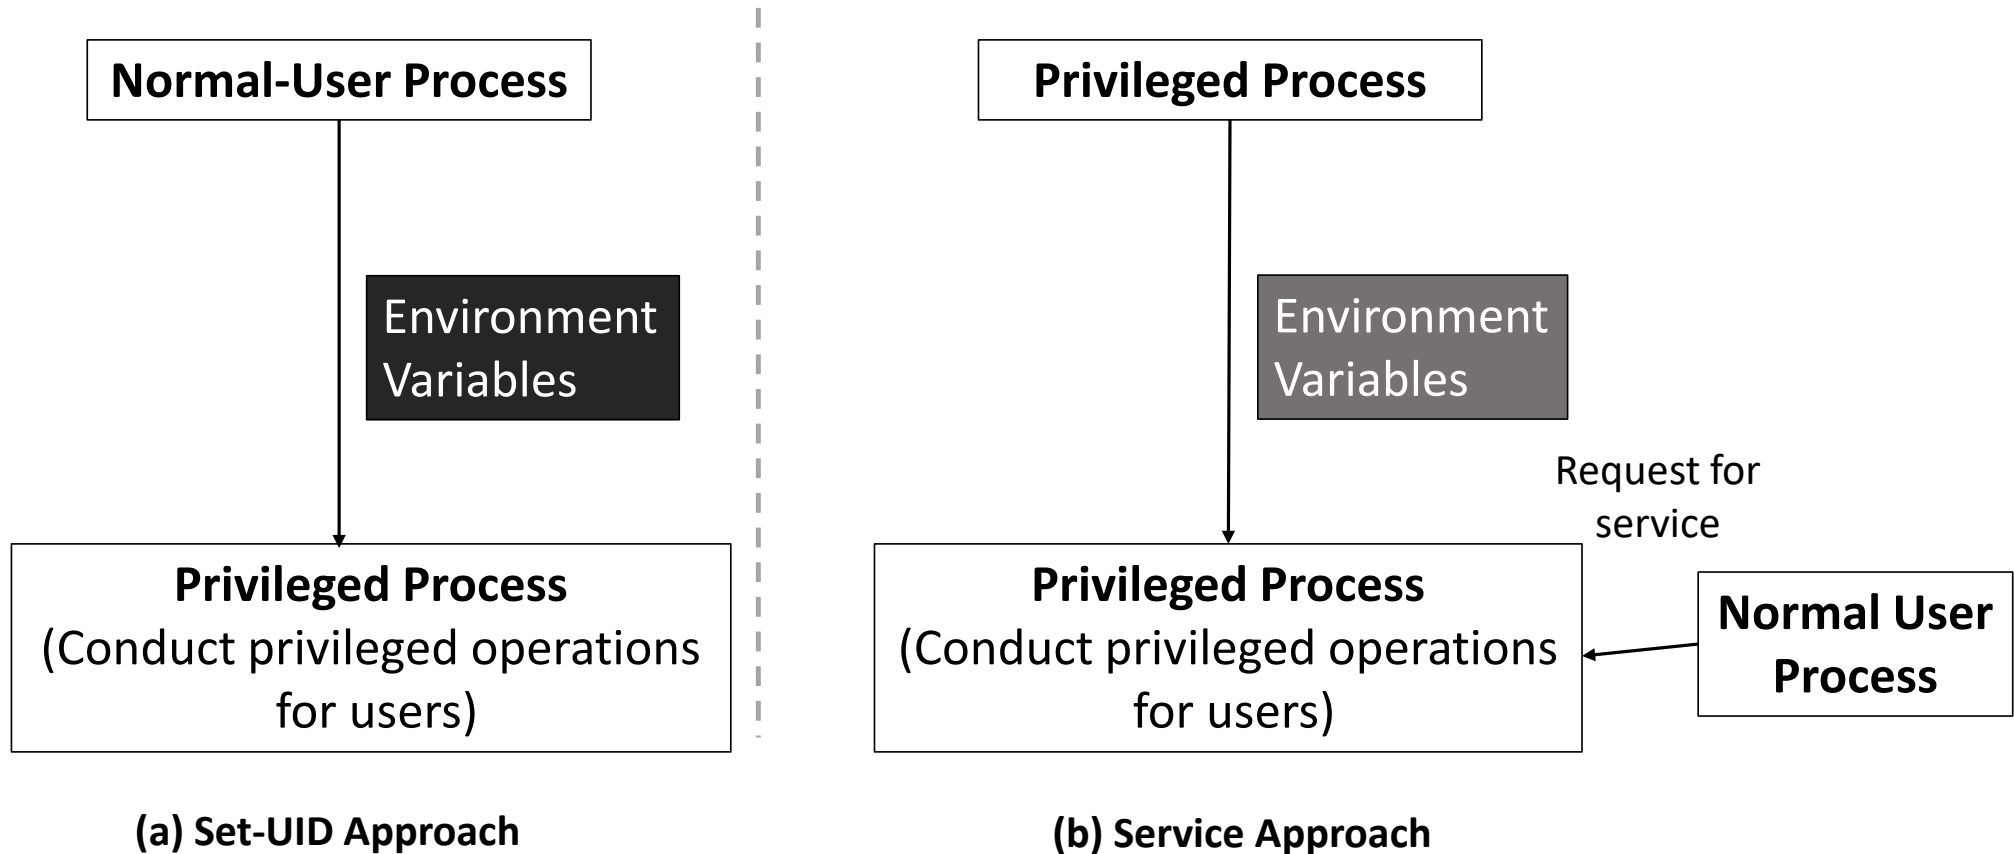 Normal-User Process
Environment
Variables
Privileged Process
(Conduct privileged operations
for users)
(a) Set-UID Approach
Privileged Process
Environment
Variables
Request for
service
Privileged Process
(Conduct privileged operations
for users)
Normal User
Process
(b) Service Approach